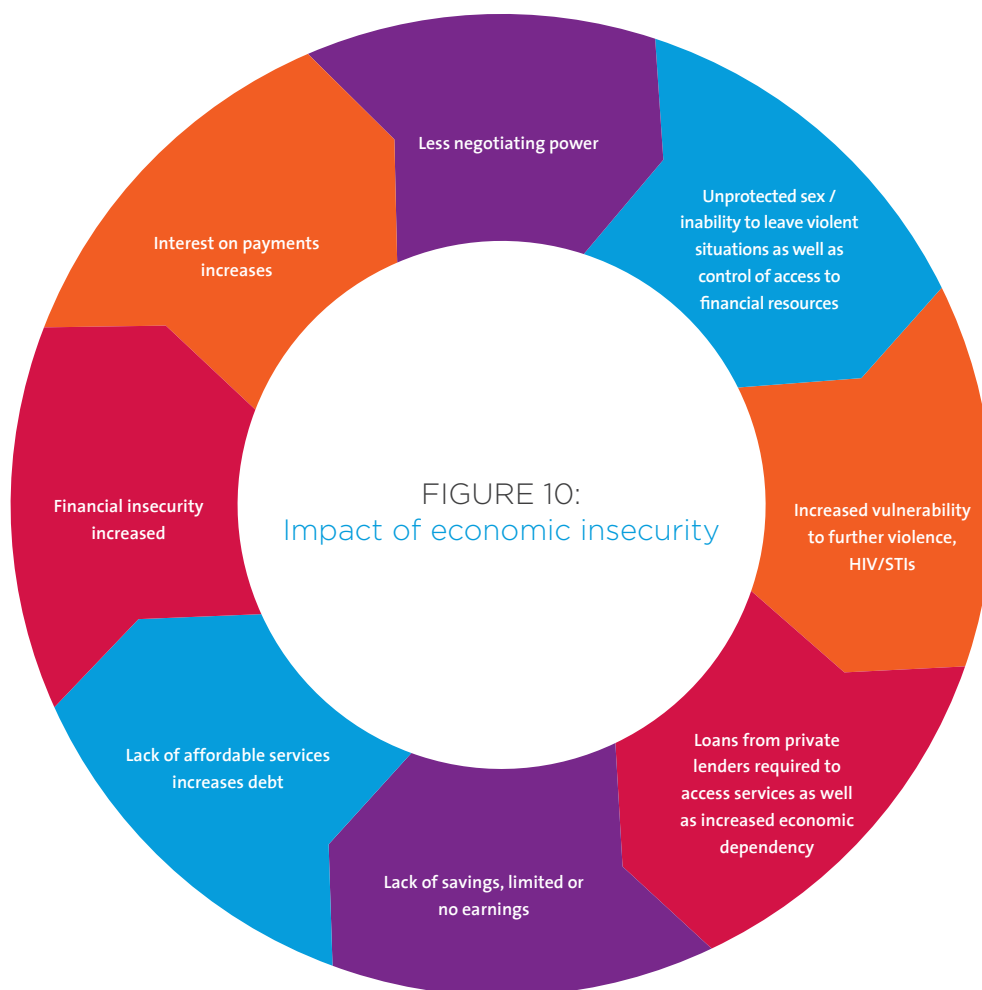 FIGURE 10:
Impact of economic insecurity
Less negotiating power
Unprotected sex /
inability to leave violent
situations as well as
control of access to
financial resources
Increased vulnerability
to further violence,
HIV/STIs
Loans from private
lenders required to
access services as well
as increased economic
dependency
Lack of savings, limited or
no earnings
Lack of affordable services
increases debt
Financial insecurity
increased
Interest on payments
increases